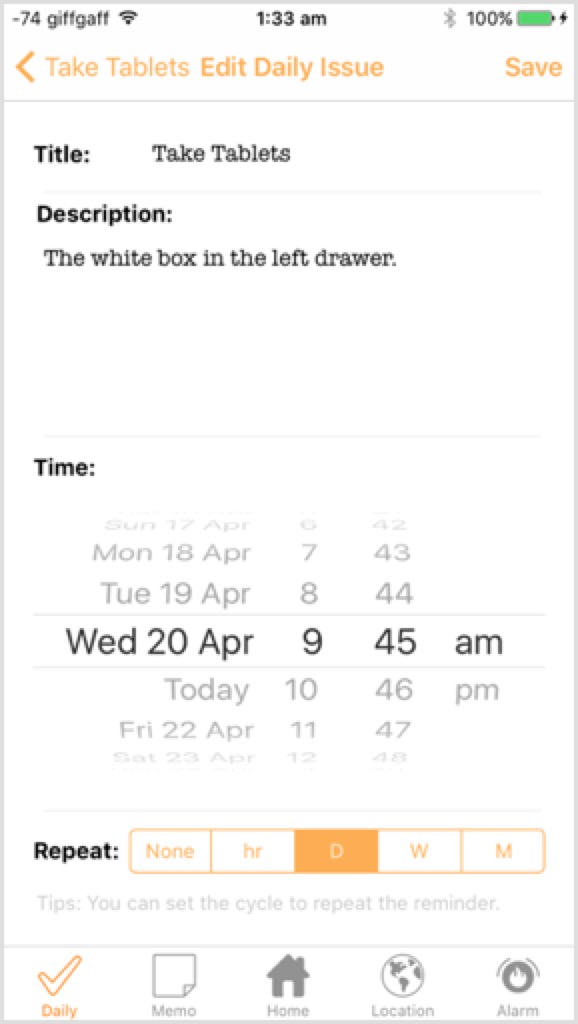 -74 giffgaff 1:33 am 100%
Take Tablets Edit Daily Issue Save
Title: Take Tablets
Description:
The white box in the left drawer.
Time:
Sun 17 Apr 6 42
Mon 18 Apr 7 43
Tue 19 Apr 8 44
Wed 20 Apr 9 45 am
Today 10 46 pm
Fri 22 Apr 11 47
Sat 23 Apr 12 48
Repeat: None hr D W M
Tips: You can set the cycle to repeat the reminder.
Daily Memo Home Location Alarm